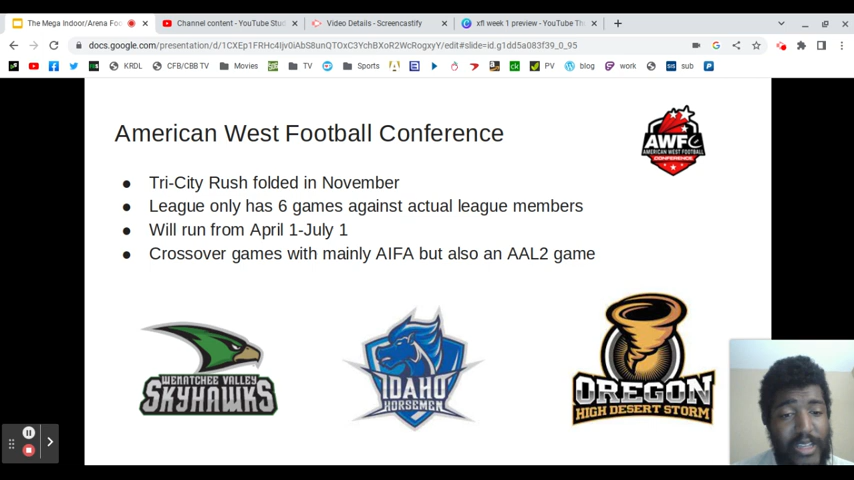 The Mega Indoor/Arena Foo
Channel content - YouTube Stud
Video Details - Screencastify
xfl week 1 preview - YouTube Th
docs.google.com/presentation/d/1CXEp1FRHc4Ijv0iAbS8unQTOxC3YchBXoR2WcRogxyY/edit#slide=id.g1dd5a083f39_0_95
KRDL
CFB/CBB TV
Movies
TV
Sports
PV
blog
work
sub
American West Football Conference
AWFC
AMERICAN WEST FOOTBALL
CONFERENCE
● Tri-City Rush folded in November
● League only has 6 games against actual league members
● Will run from April 1-July 1
● Crossover games with mainly AIFA but also an AAL2 game
WENATCHEE VALLEY
SKYHAWKS
IDAHO
HORSEMEN
OREGON
HIGH DESERT STORM